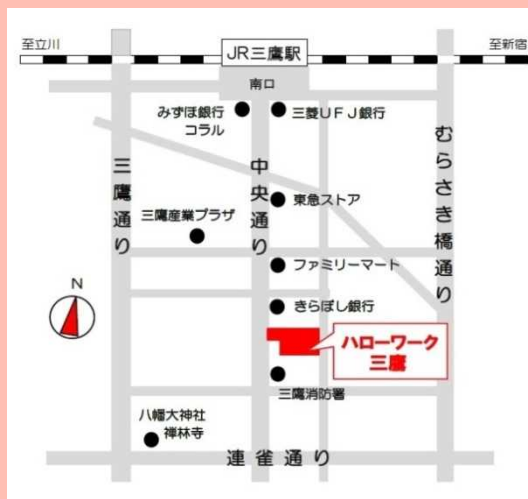 至立川
JR三鷹駅
至新宿
南口
みずほ銀行
コラル
三菱UFJ銀行
三鷹通り
中央通り
むらさき橋通り
東急ストア
三鷹産業プラザ
ファミリーマート
きらぼし銀行
N
ハローワーク
三鷹
三鷹消防署
八幡大神社
禅林寺
連雀通り